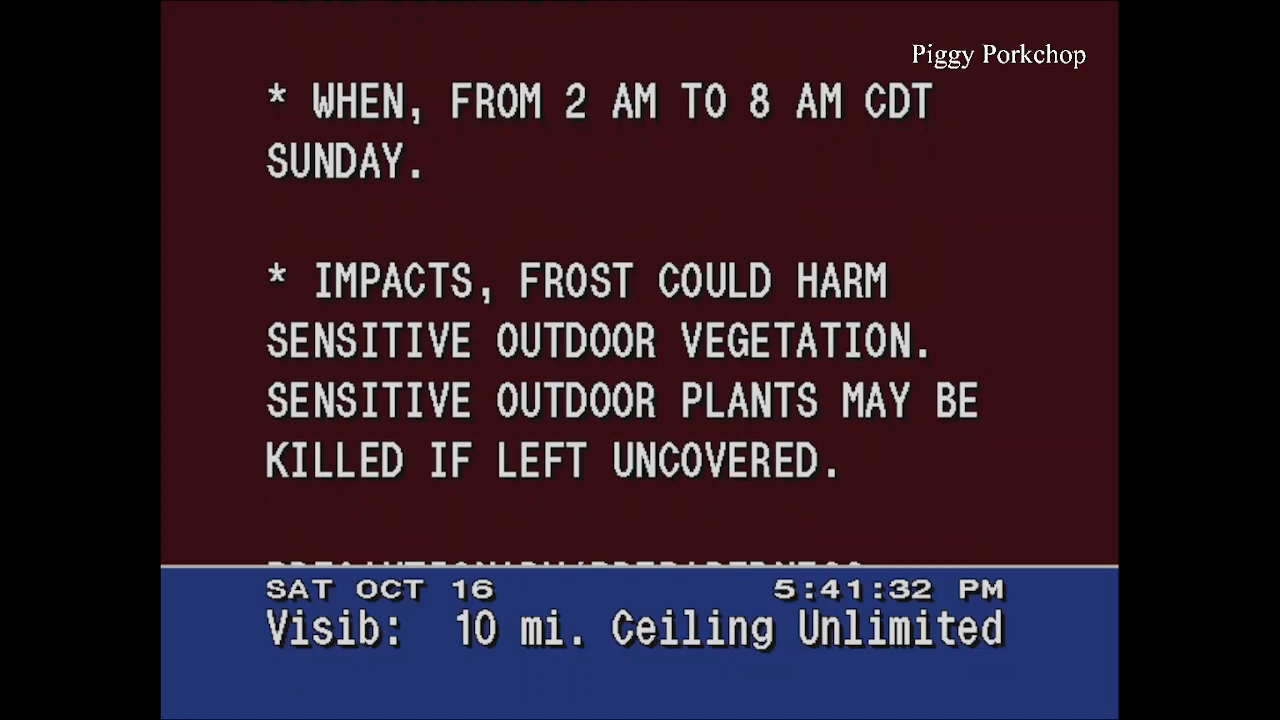 Piggy Porkchop
* WHEN, FROM 2 AM TO 8 AM CDT
SUNDAY.
* IMPACTS, FROST COULD HARM
SENSITIVE OUTDOOR VEGETATION.
SENSITIVE OUTDOOR PLANTS MAY BE
KILLED IF LEFT UNCOVERED.
SAT OCT 16 5:41:32 PM
Visib: 10 mi. Ceiling Unlimited